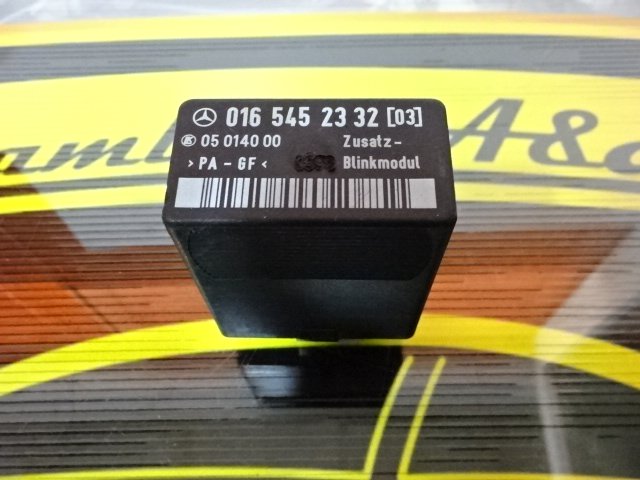 016 545 23 32 [03]
05 0140 00 Zusatz-
>PA-GF< Blinkmodul
A&